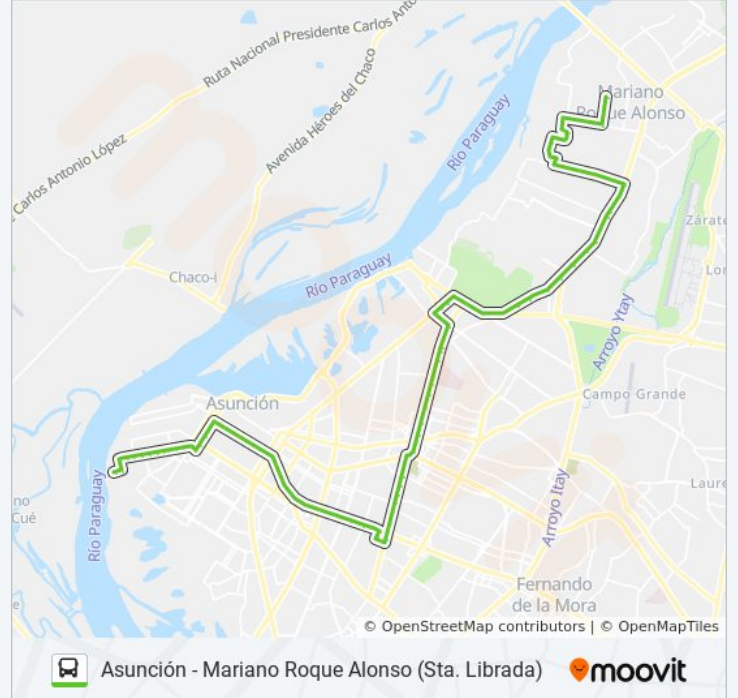 Ruta Nacional Presidente Carlos Anto
Mariano
Roque Alonso
Avenida Héroes del Chaco
Río Paraguay
e Carlos Antonio López
Zárate
Chaco-i
Río Paraguay
Lor
Arroyo Ytay
Asunción
Campo Grande
Río Paraguay
no
Cué
Laure
Arroyo Itay
Fernando
de la Mora
e
© OpenStreetMap contributors | © OpenMapTiles
Asunción - Mariano Roque Alonso (Sta. Librada)
moovit